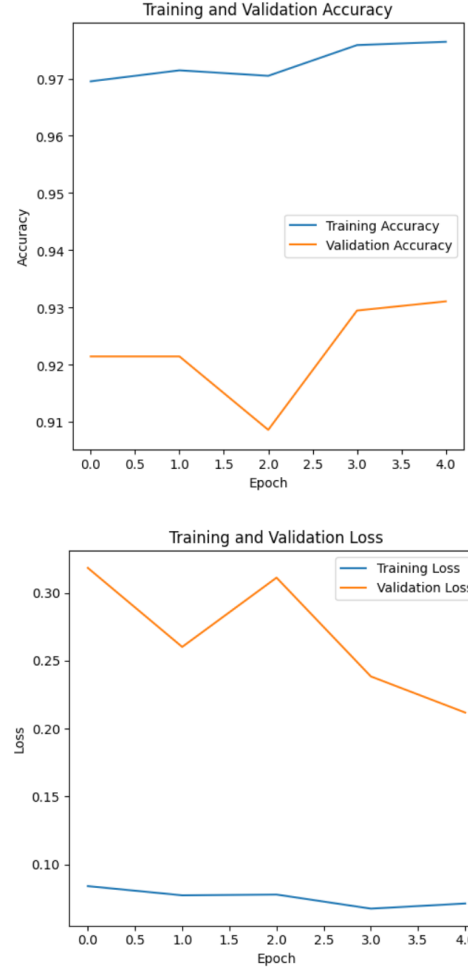 Training and Validation Accuracy
0.97
0.96
0.95
0.94
0.93
0.92
0.91
Accuracy
Training Accuracy
Validation Accuracy
0.0 0.5 1.0 1.5 2.0 2.5 3.0 3.5 4.0
Epoch
Training and Validation Loss
Training Loss
Validation Loss
0.30
0.25
0.20
0.15
0.10
Loss
0.0 0.5 1.0 1.5 2.0 2.5 3.0 3.5 4.0
Epoch